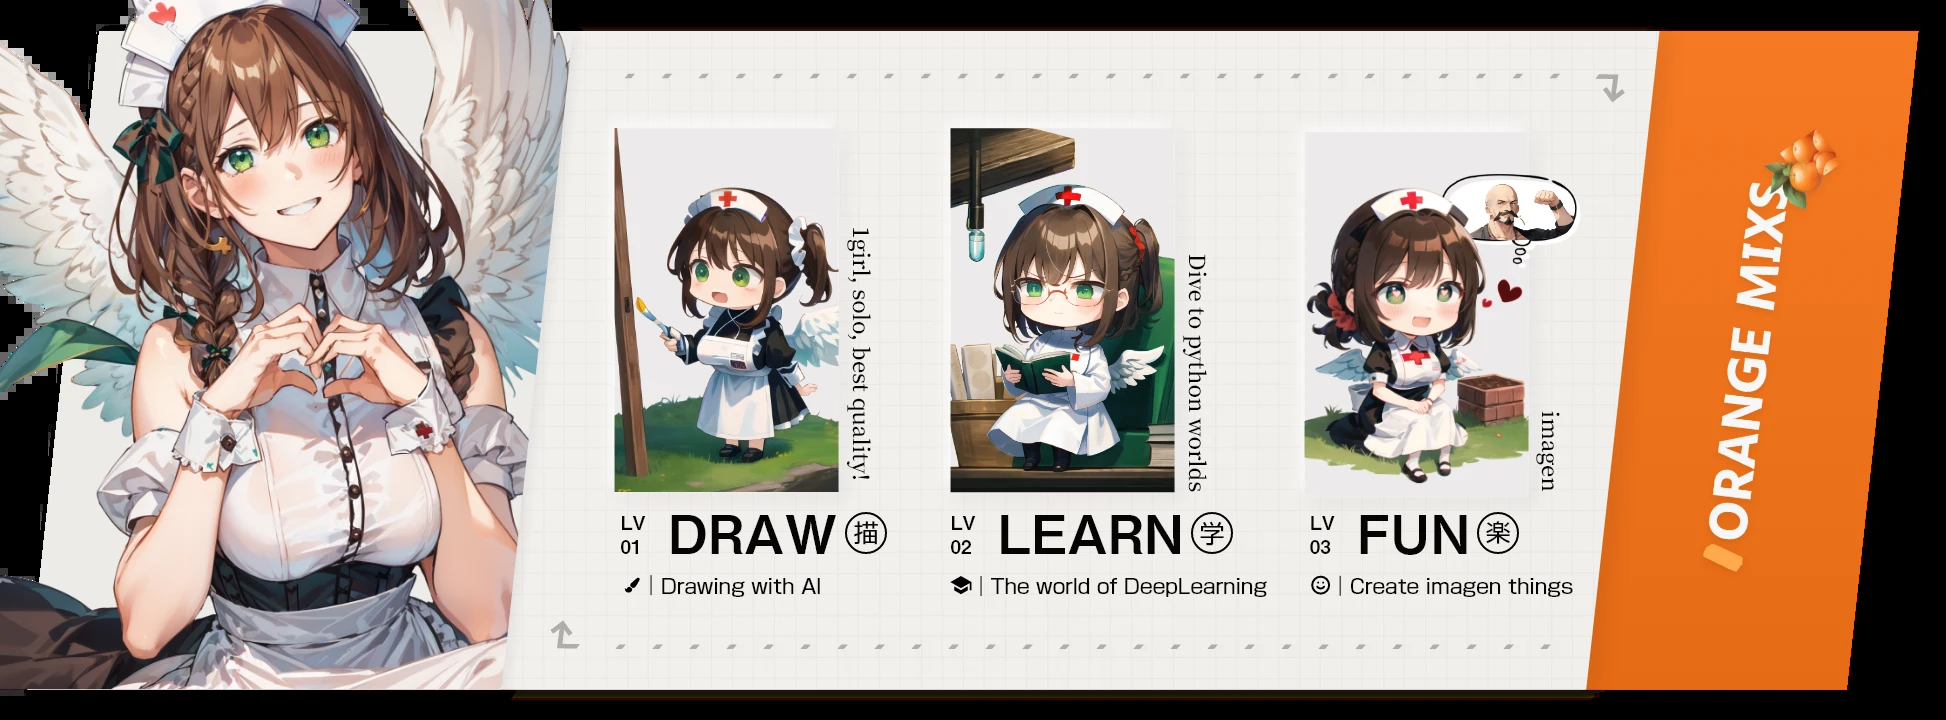 1girl, solo, best quality!
LV
01
DRAW 描
Drawing with AI
Dive to python worlds
LV
02
LEARN 学
The world of DeepLearning
imagen
LV
03
FUN 楽
Create imagen things
ORANGE MIXS